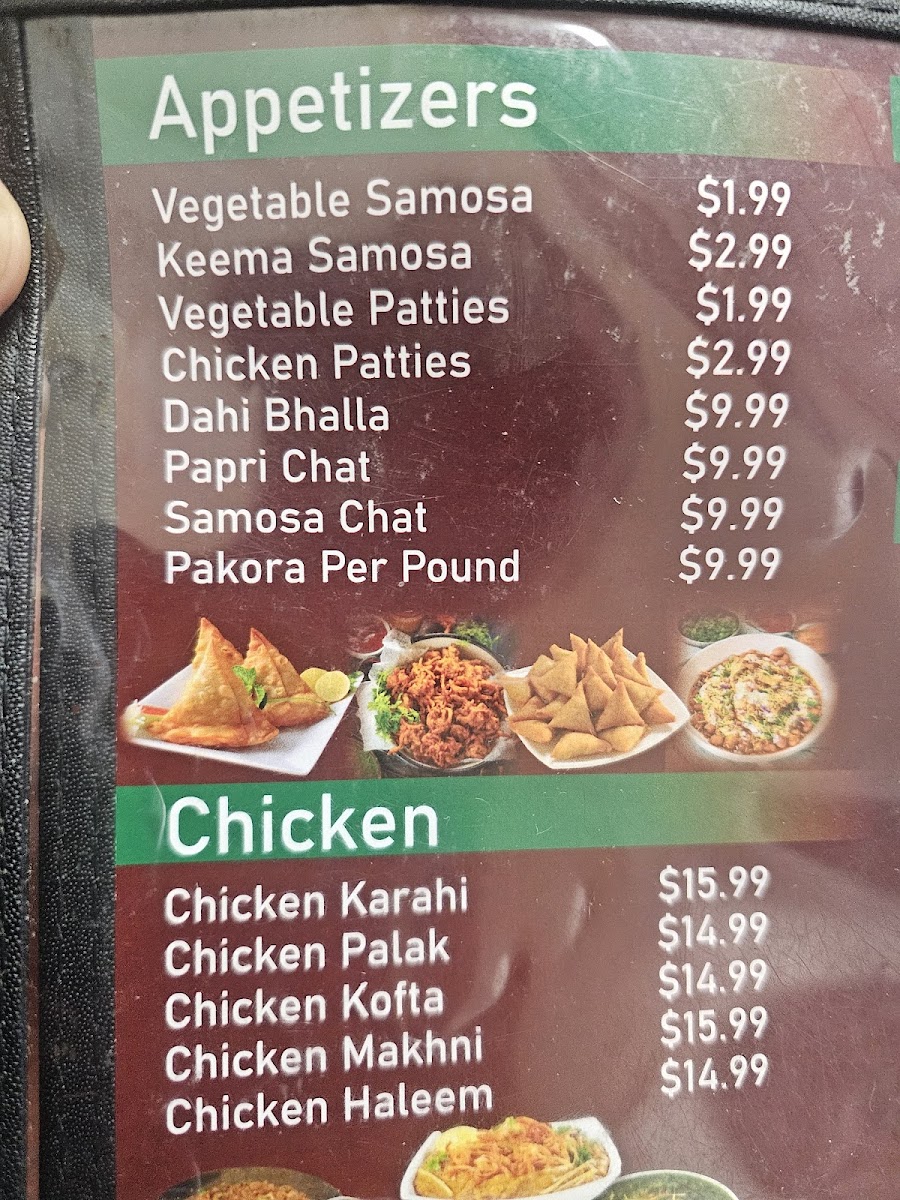 Appetizers
Vegetable Samosa $1.99
Keema Samosa $2.99
Vegetable Patties $1.99
Chicken Patties $2.99
Dahi Bhalla $9.99
Papri Chat $9.99
Samosa Chat $9.99
Pakora Per Pound $9.99
Chicken
Chicken Karahi $15.99
Chicken Palak $14.99
Chicken Kofta $14.99
Chicken Makhni $15.99
Chicken Haleem $14.99